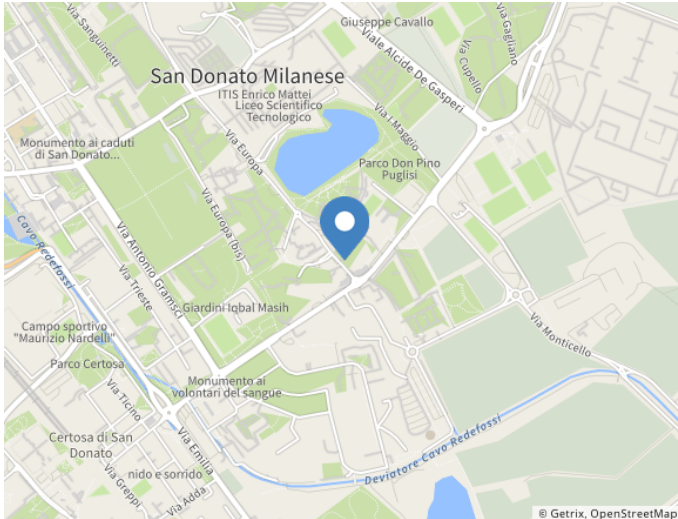 Giuseppe Cavallo
Via Gagliano
Via Sanguinetti
Viale Alcide De Gasperi
Via Cupello
San Donato Milanese
ITIS Enrico Mattei
Liceo Scientifico
Tecnologico
Via I Maggio
Via Europa
Monumento ai caduti
di San Donato...
Parco Don Pino
Puglisi
Via Europa (bis)
Cavo Redefossi
Via Antonio Gramsci
Via Trieste
Giardini Iqbal Masih
Campo sportivo
"Maurizio Nardelli"
Via Monticello
Parco Certosa
Monumento ai
volontari del sangue
Via Ticino
Certosa di San
Donato
Via Emilia
Deviatore Cavo Redefossi
nido e sorrido
Via Greppi
Via Adda
© Getrix, OpenStreetMap